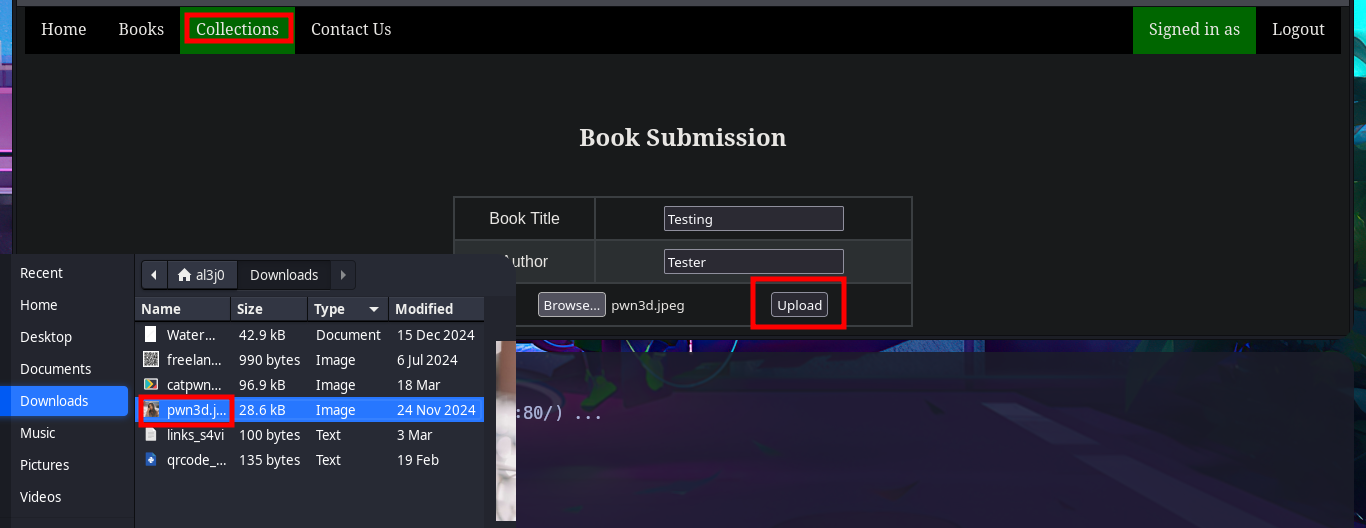 Home Books Collections Contact Us Signed in as Logout
Book Submission
Book Title Testing
Author Tester
Browse... pwn3d.jpeg Upload
Recent
Home
Desktop
Documents
Downloads
Music
Pictures
Videos
al3j0 Downloads
Name Size Type Modified
Water... 42.9 kB Document 15 Dec 2024
freelan... 990 bytes Image 6 Jul 2024
catpwn... 96.9 kB Image 18 Mar
pwn3d.j... 28.6 kB Image 24 Nov 2024
links_s4vi 100 bytes Text 3 Mar
qrcode_... 135 bytes Text 19 Feb
:80/) ...